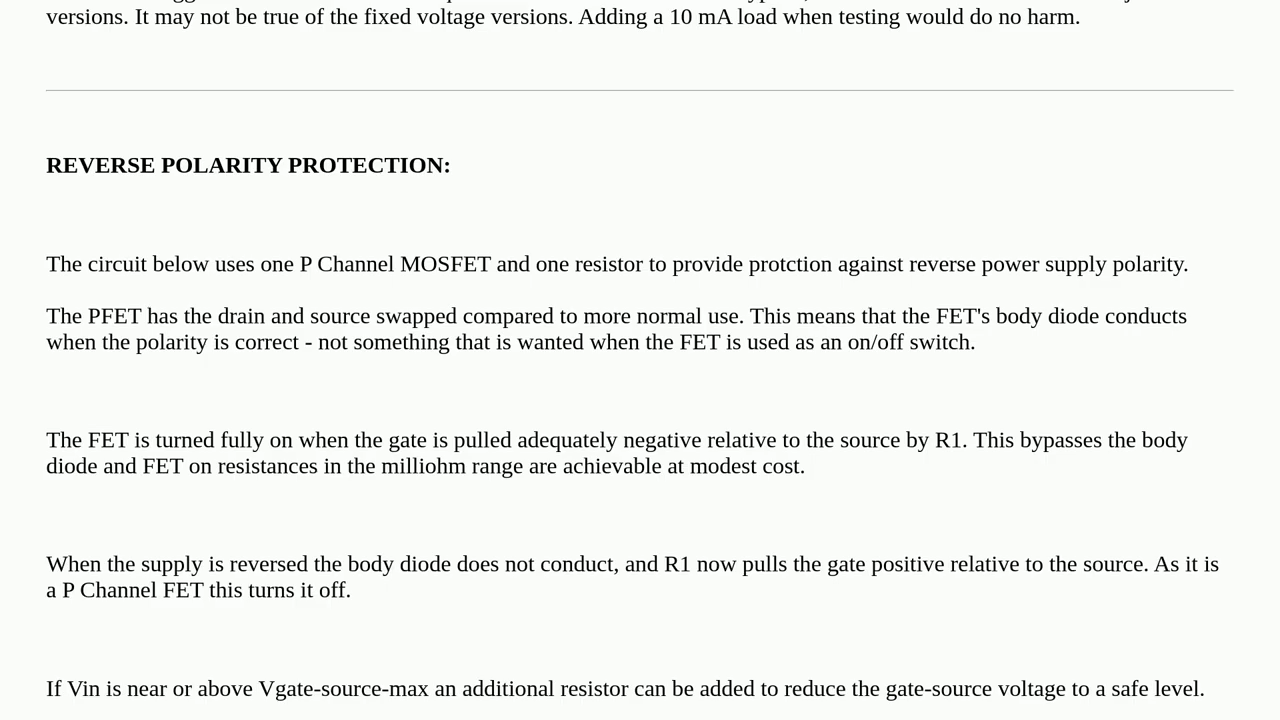 versions. It may not be true of the fixed voltage versions. Adding a 10 mA load when testing would do no harm.
REVERSE POLARITY PROTECTION:
The circuit below uses one P Channel MOSFET and one resistor to provide protction against reverse power supply polarity.
The PFET has the drain and source swapped compared to more normal use. This means that the FET's body diode conducts
when the polarity is correct - not something that is wanted when the FET is used as an on/off switch.
The FET is turned fully on when the gate is pulled adequately negative relative to the source by R1. This bypasses the body
diode and FET on resistances in the milliohm range are achievable at modest cost.
When the supply is reversed the body diode does not conduct, and R1 now pulls the gate positive relative to the source. As it is
a P Channel FET this turns it off.
If Vin is near or above Vgate-source-max an additional resistor can be added to reduce the gate-source voltage to a safe level.